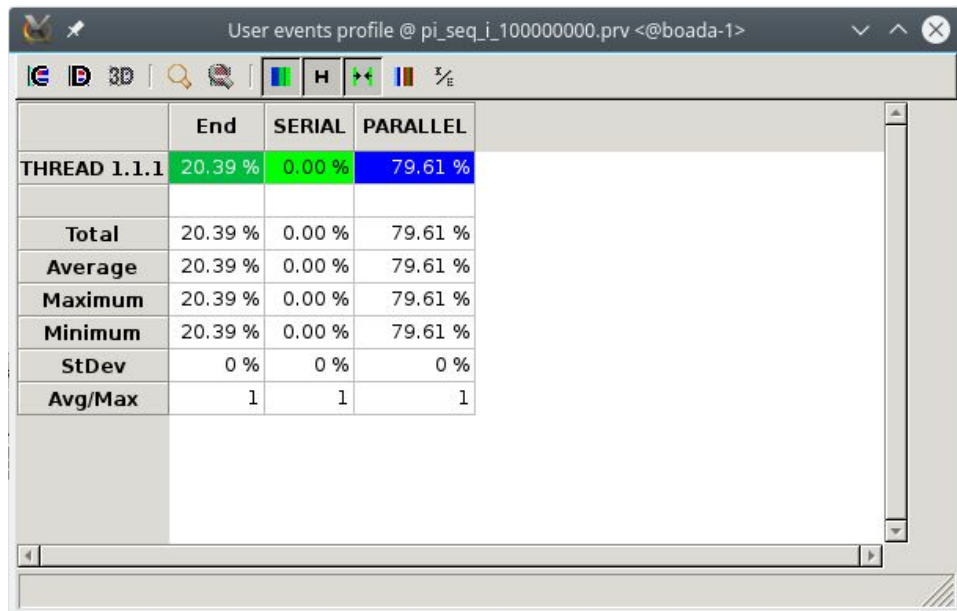 User events profile @ pi_seq_i_100000000.prv <@boada-1>
3D H I/E
End SERIAL PARALLEL
THREAD 1.1.1 20.39 % 0.00 % 79.61 %
Total 20.39 % 0.00 % 79.61 %
Average 20.39 % 0.00 % 79.61 %
Maximum 20.39 % 0.00 % 79.61 %
Minimum 20.39 % 0.00 % 79.61 %
StDev 0 % 0 % 0 %
Avg/Max 1 1 1